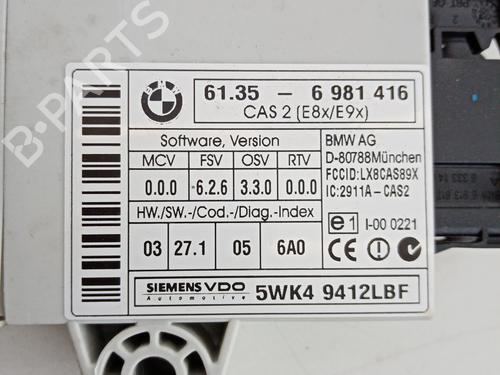 BMW
61.35 - 6 981 416
CAS 2 (E8x/E9x)
Software, Version
MCV FSV OSV RTV
0.0.0 6.2.6 3.3.0 0.0.0
HW./SW.-/Cod.-/Diag.-Index
03 27.1 05 6A0
BMW AG
D-80788München
FCCID:LX8CAS89X
IC:2911A-CAS2
e1 I-00 0221
CE
SIEMENS VDO
Automotive
5WK4 9412LBF
B-PARTS